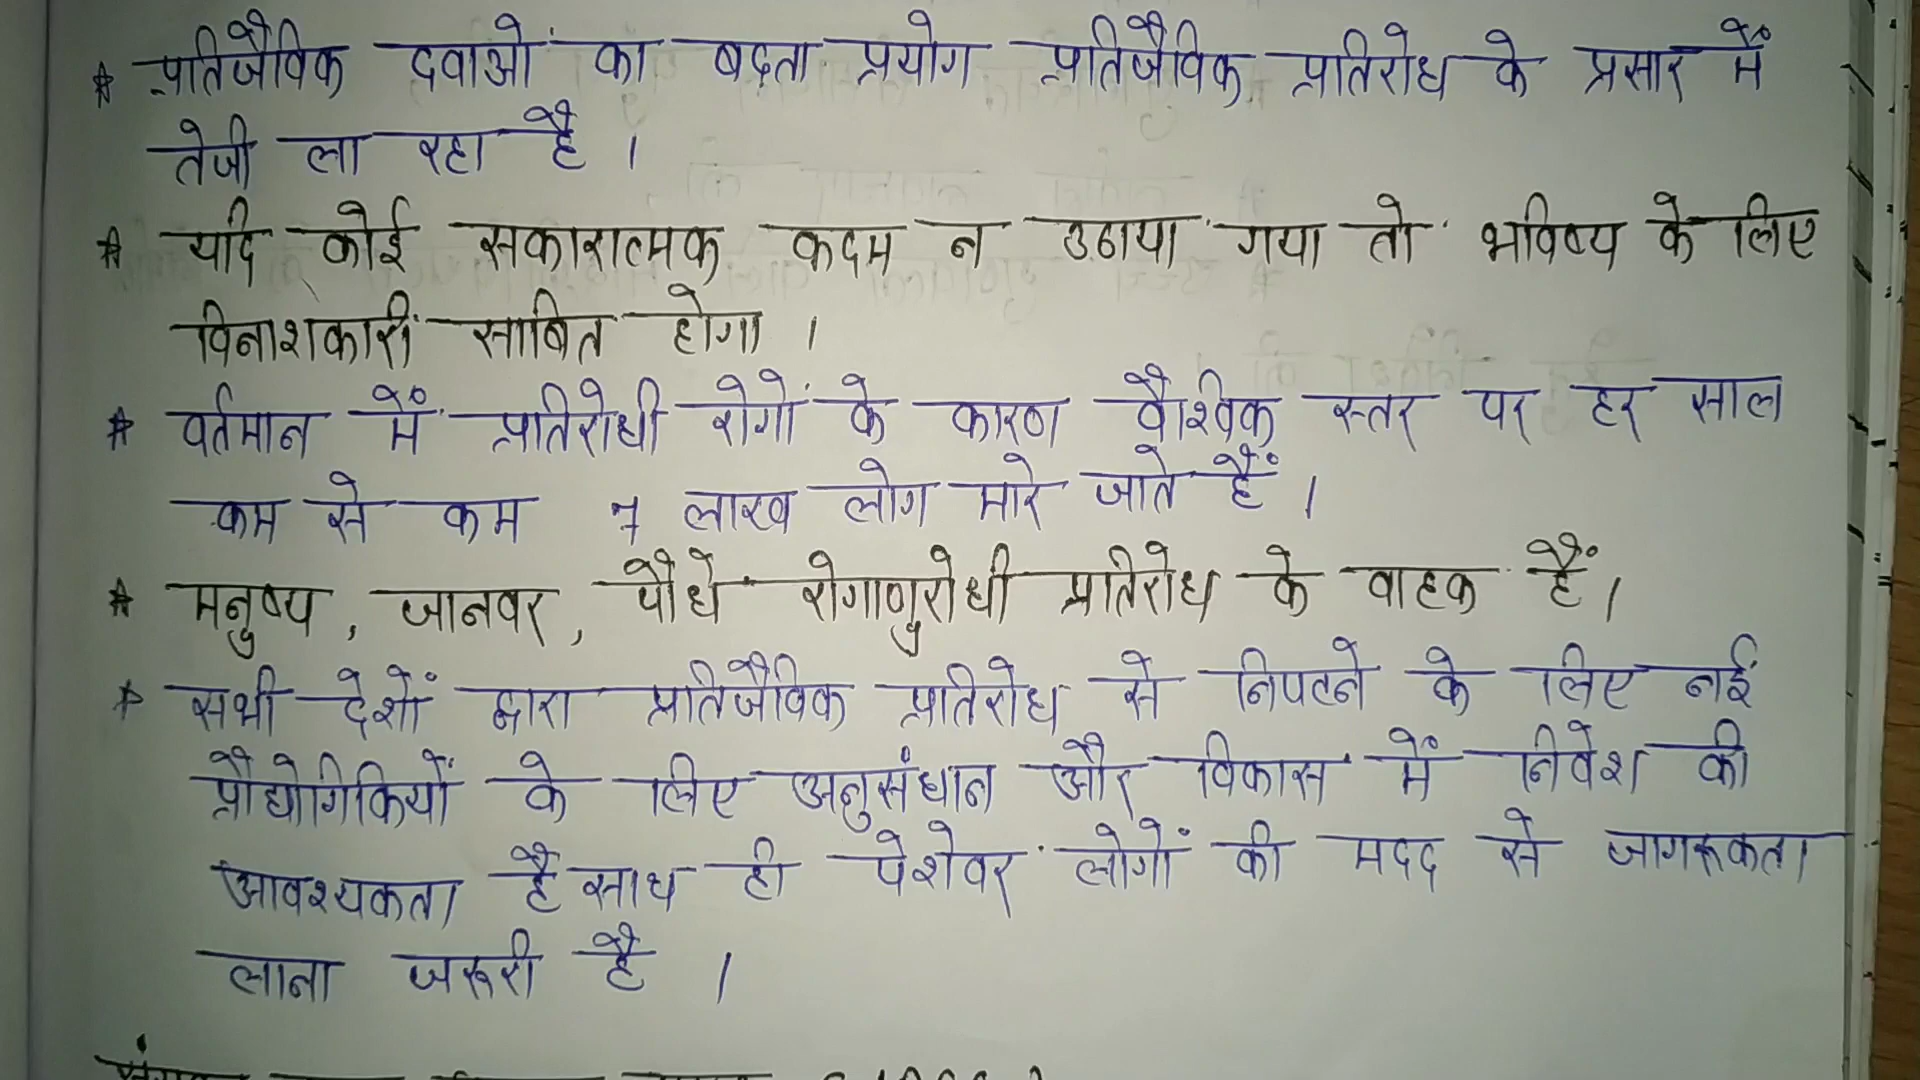 * प्रतिजैविक दवाओं का बढ़ता प्रयोग प्रतिजैविक प्रतिरोध के प्रसार में
तेजी ला रहा है ।
* यदि कोई सकारात्मक कदम न उठाया गया तो भविष्य के लिए
विनाशकारी साबित होगा ।
* वर्तमान में प्रतिरोधी रोगों के कारण वैश्विक स्तर पर हर साल
कम से कम 7 लाख लोग मारे जाते हैं ।
* मनुष्य , जानवर , पौधे रोगाणुरोधी प्रतिरोध के वाहक हैं ।
* सभी देशों द्वारा प्रतिजैविक प्रतिरोध से निपटने के लिए नई
प्रौद्योगिकियों के लिए अनुसंधान और विकास में निवेश की
आवश्यकता है साथ ही पेशेवर लोगों की मदद से जागरूकता
लाना जरूरी है ।